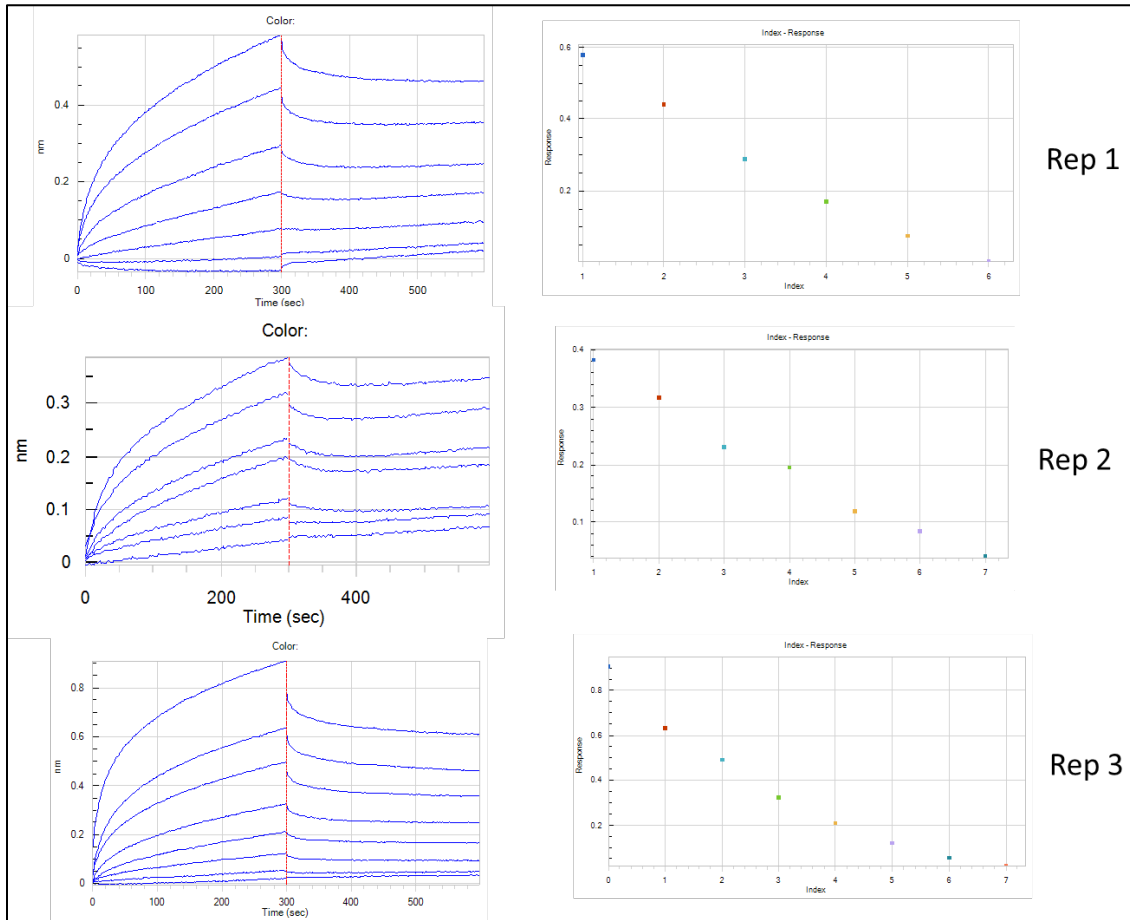 Color:
nm
0.4
0.2
0
0
100
200
300
400
500
Time (sec)
Index - Response
Response
0.6
0.4
0.2
1
2
3
4
5
6
Index
Rep 1
Color:
nm
0.3
0.2
0.1
0
0
200
400
Time (sec)
Index - Response
Response
0.4
0.3
0.2
0.1
1
2
3
4
5
6
7
Index
Rep 2
Color:
nm
0.8
0.6
0.4
0.2
0
0
100
200
300
400
500
Time (sec)
Index - Response
Response
0.8
0.6
0.4
0.2
0
1
2
3
4
5
6
7
Index
Rep 3